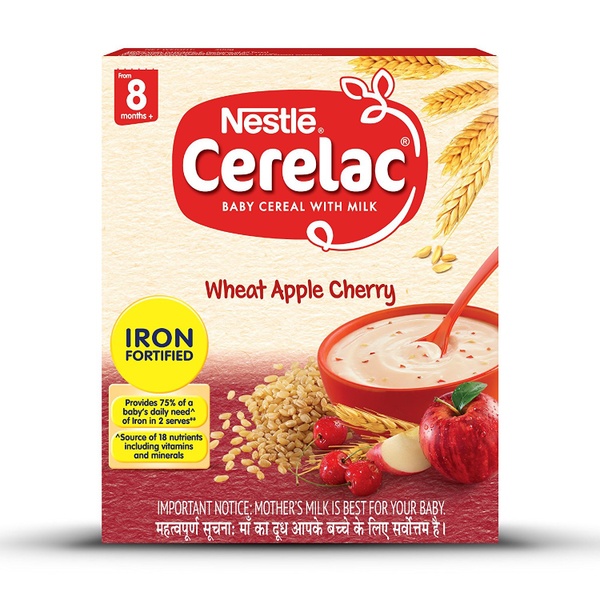 From
8
months +
Nestlé®
Cerelac®
BABY CEREAL WITH MILK
Wheat Apple Cherry
IRON
FORTIFIED
Provides 75% of a
baby's daily need^
of Iron in 2 serves**
^Source of 18 nutrients
including vitamins
and minerals
IMPORTANT NOTICE: MOTHER'S MILK IS BEST FOR YOUR BABY.
महत्वपूर्ण सूचना: माँ का दूध आपके बच्चे के लिए सर्वोत्तम है।